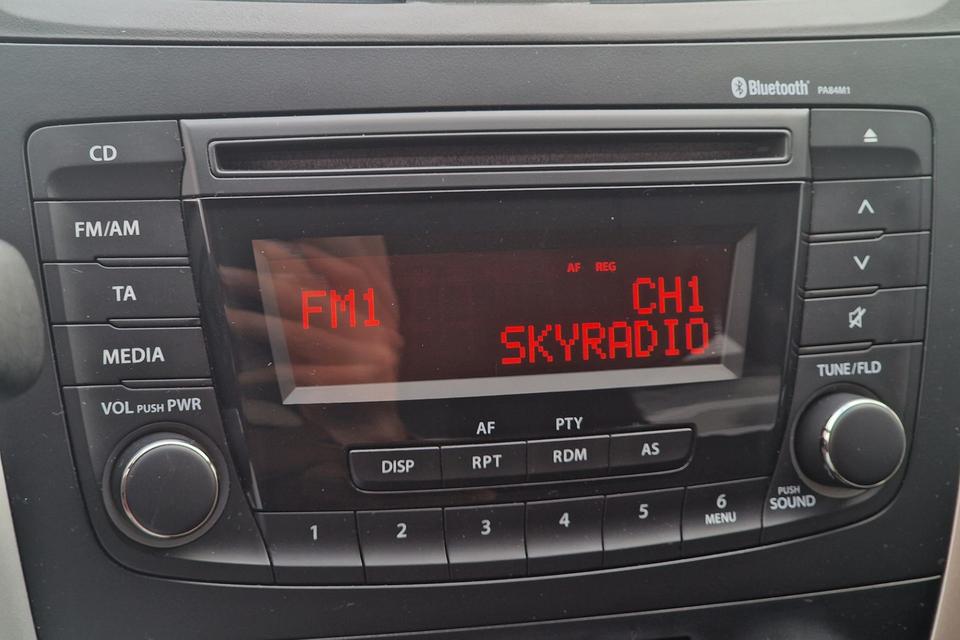 Bluetooth PA84M1
CD
FM/AM
TA
MEDIA
VOL PUSH PWR
AF REG
FM1 CH1
SKYRADIO
TUNE/FLD
PUSH
SOUND
AF PTY
DISP RPT RDM AS
1 2 3 4 5 6
MENU